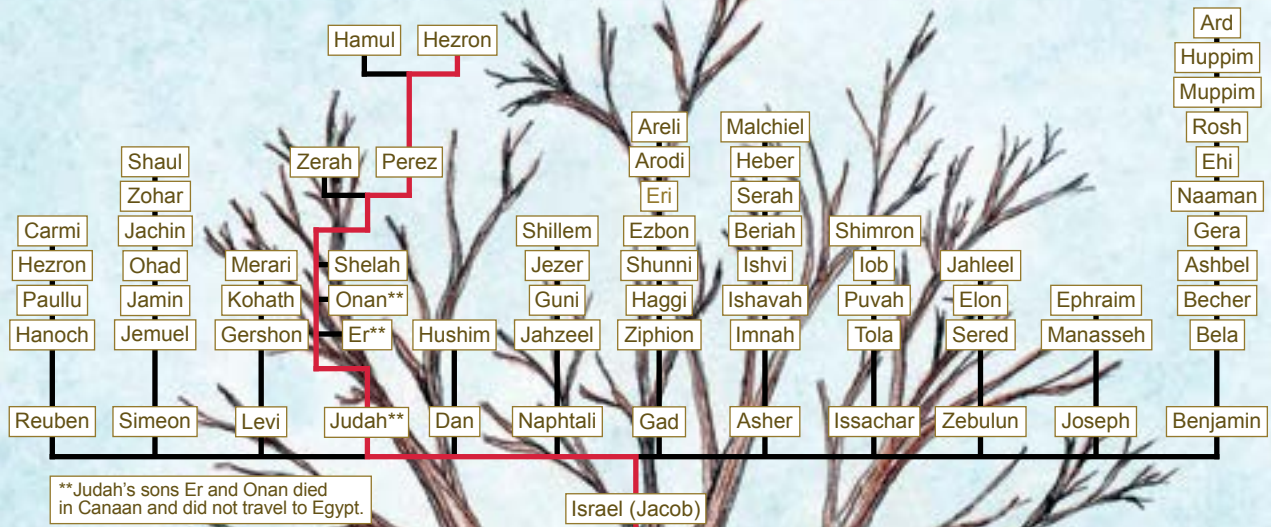 Hamul Hezron
Ard
Huppim
Muppim
Areli Malchiel Rosh
Shaul Zerah Perez Arodi Heber Ehi
Zohar Eri Serah Naaman
Carmi Jachin Shillem Ezbon Beriah Shimron Gera
Hezron Ohad Merari Shelah Jezer Shunni Ishvi Iob Jahleel Ashbel
Paullu Jamin Kohath Onan** Guni Haggi Ishavah Puvah Elon Ephraim Becher
Hanoch Jemuel Gershon Er** Hushim Jahzeel Ziphion Imnah Tola Sered Manasseh Bela
Reuben Simeon Levi Judah** Dan Naphtali Gad Asher Issachar Zebulun Joseph Benjamin
**Judah's sons Er and Onan died
in Canaan and did not travel to Egypt.
Israel (Jacob)